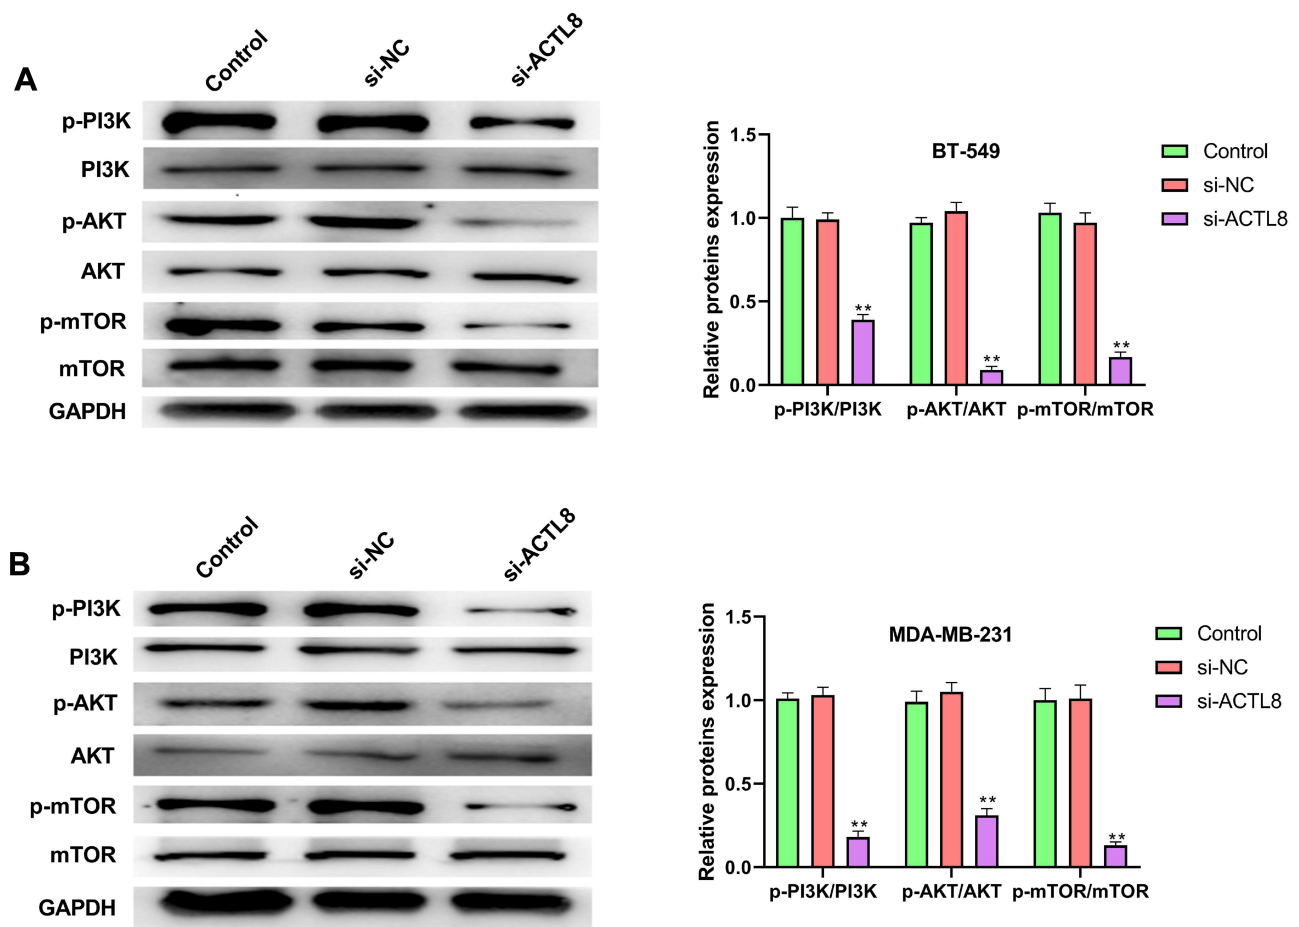 A
Control
si-NC
si-ACTL8
p-PI3K
PI3K
p-AKT
AKT
p-mTOR
mTOR
GAPDH
Relative proteins expression
1.5
1.0
0.5
0.0
BT-549
**
**
**
p-PI3K/PI3K
p-AKT/AKT
p-mTOR/mTOR
Control
si-NC
si-ACTL8
B
Control
si-NC
si-ACTL8
p-PI3K
PI3K
p-AKT
AKT
p-mTOR
mTOR
GAPDH
Relative proteins expression
1.5
1.0
0.5
0.0
MDA-MB-231
**
**
**
p-PI3K/PI3K
p-AKT/AKT
p-mTOR/mTOR
Control
si-NC
si-ACTL8